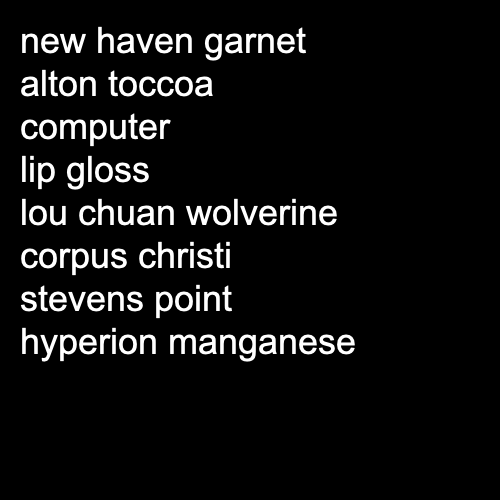 new haven garnet
alton toccoa
computer
lip gloss
lou chuan wolverine
corpus christi
stevens point
hyperion manganese